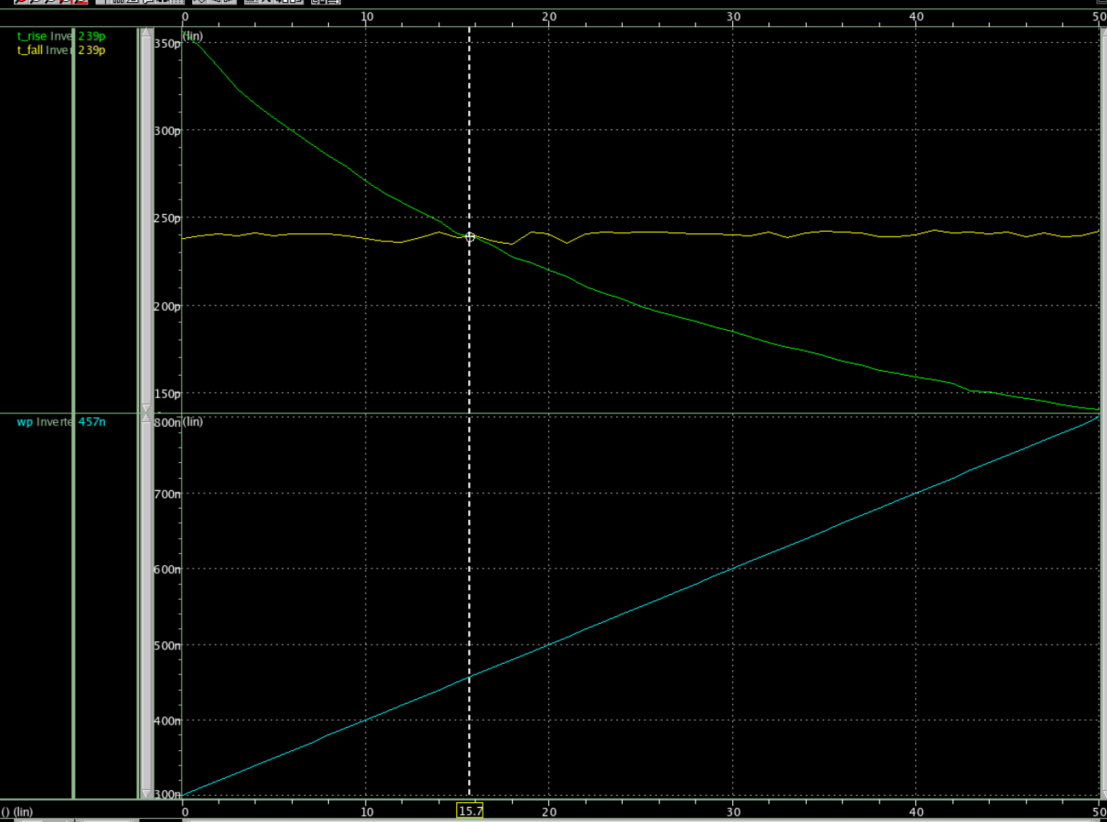 0 10 20 30 40 50
t_rise Inve 239p
t_fall Inver 239p
350p (lin)
300p
250p
200p
150p
wp Inverte 457n
800n (lin)
700n
600n
500n
400n
300n
() (lin) 0 10 15.7 20 30 40 50